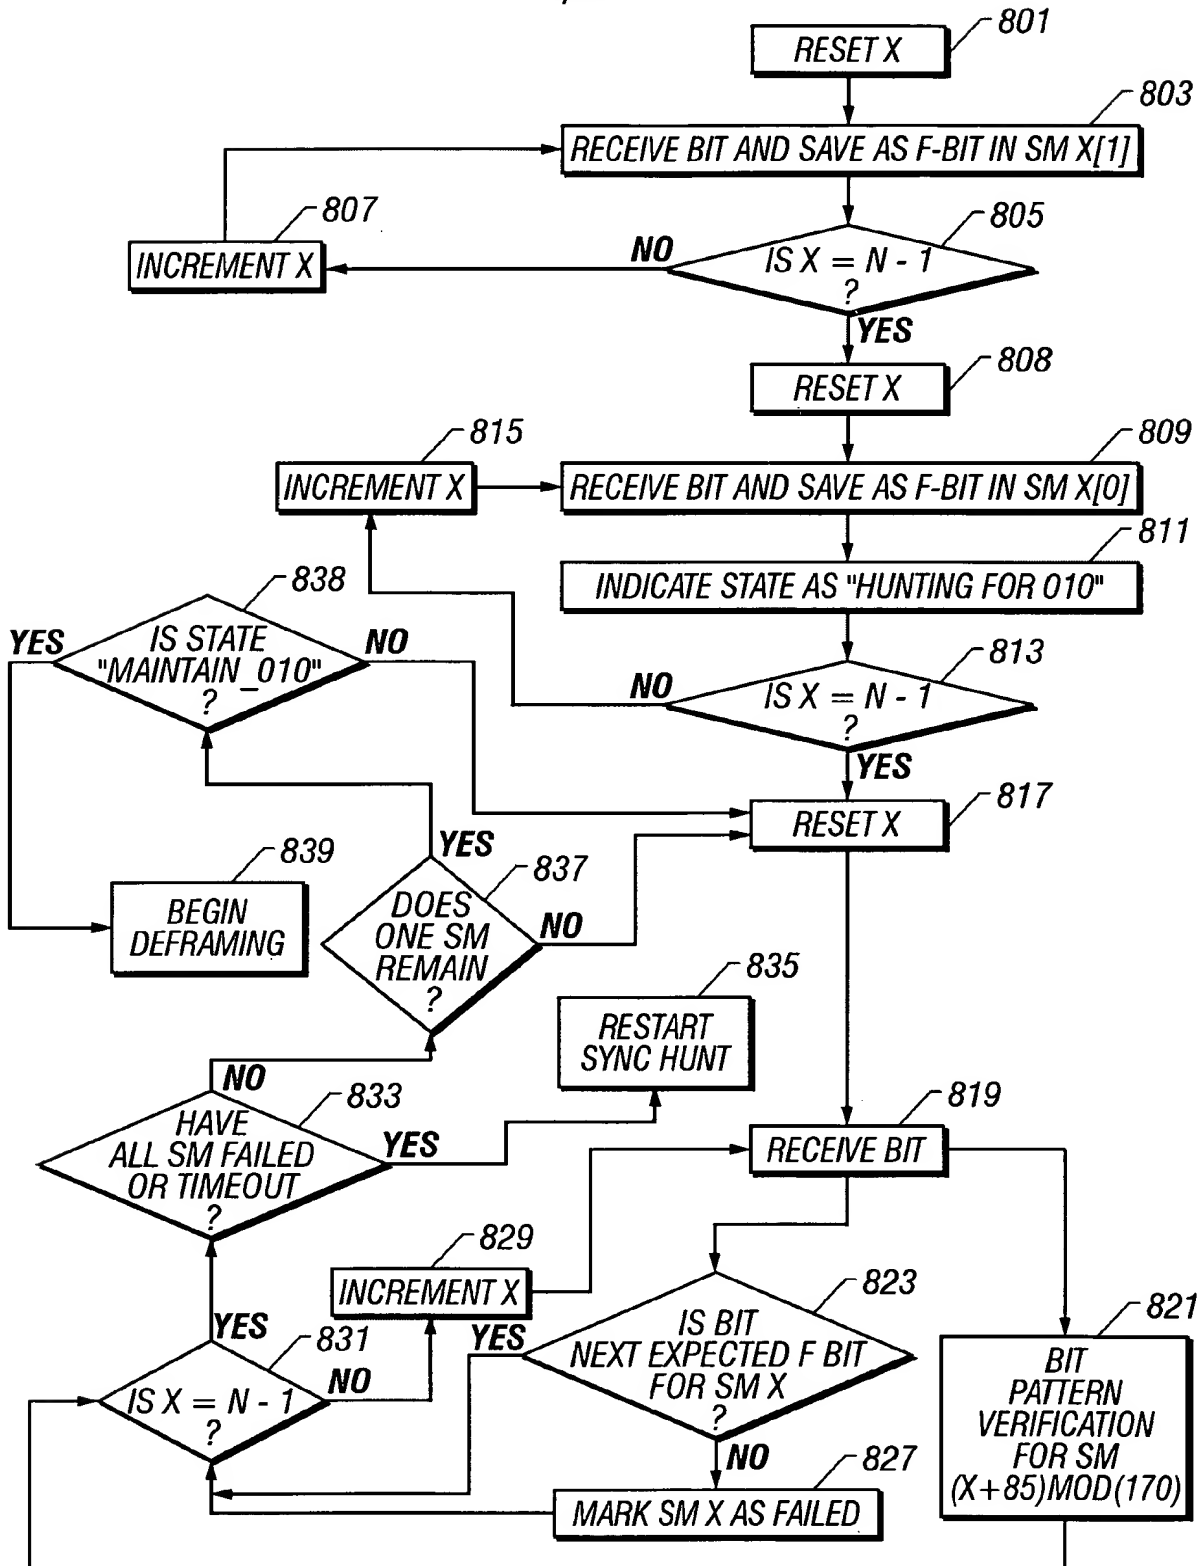 801
RESET X
803
RECEIVE BIT AND SAVE AS F-BIT IN SM X[1]
807
INCREMENT X
805
NO
IS X = N - 1
?
YES
808
RESET X
815
INCREMENT X
809
RECEIVE BIT AND SAVE AS F-BIT IN SM X[0]
811
INDICATE STATE AS "HUNTING FOR 010"
838
YES
IS STATE
"MAINTAIN_010"
?
NO
813
NO
IS X = N - 1
?
YES
817
RESET X
839
BEGIN
DEFRAMING
YES
837
DOES
ONE SM
REMAIN
?
NO
835
RESTART
SYNC HUNT
NO
833
HAVE
ALL SM FAILED
OR TIMEOUT
?
YES
819
RECEIVE BIT
829
INCREMENT X
823
IS BIT
NEXT EXPECTED F BIT
FOR SM X
?
YES
NO
821
BIT
PATTERN
VERIFICATION
FOR SM
(X+85)MOD(170)
YES
831
IS X = N - 1
?
NO
827
MARK SM X AS FAILED